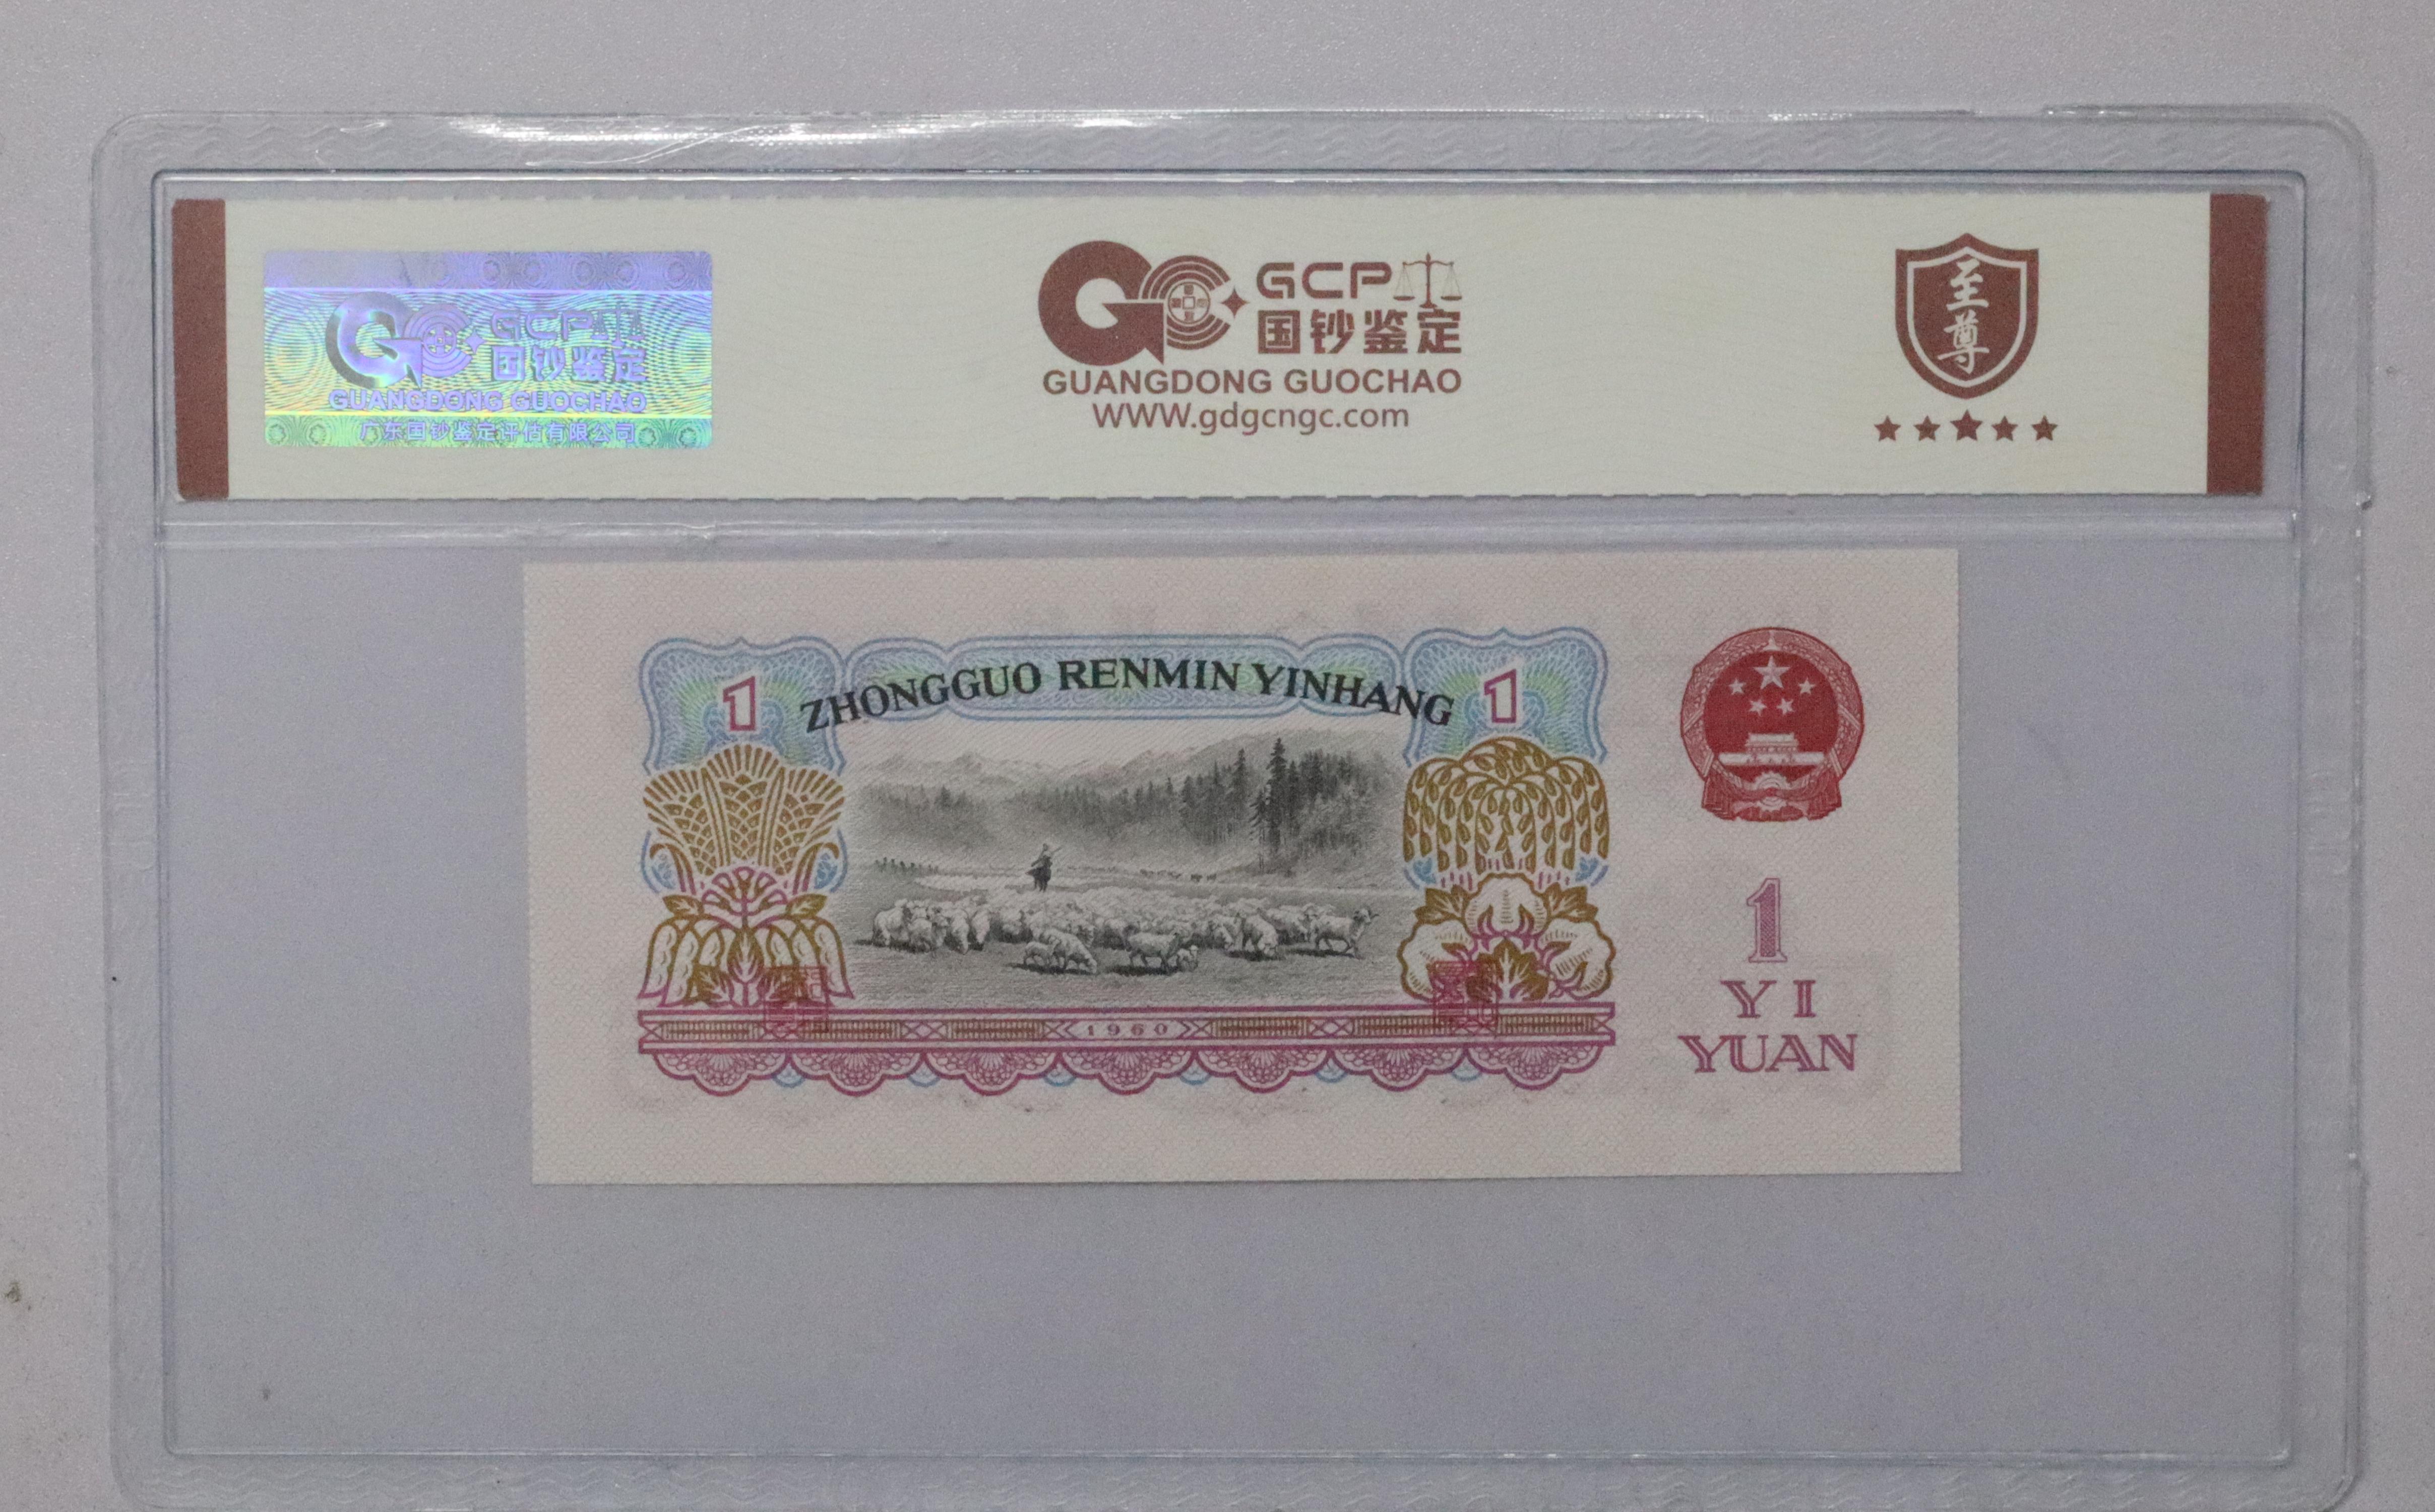 GCP
国钞鉴定
GUANGDONG GUOCHAO
广东国钞鉴定评估有限公司
GCP
国钞鉴定
GUANGDONG GUOCHAO
WWW.gdgcngc.com
至
尊
1 ZHONGGUO RENMIN YINHANG 1
1960
1
YI
YUAN